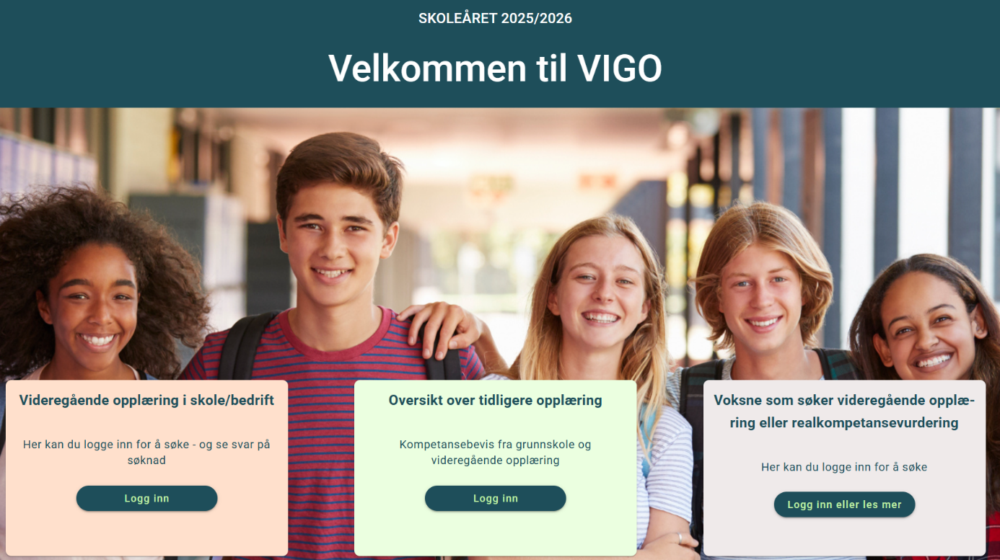 SKOLEÅRET 2025/2026
Velkommen til VIGO
Videregående opplæring i skole/bedrift
Her kan du logge inn for å søke - og se svar på
søknad
Logg inn
Oversikt over tidligere opplæring
Kompetansebevis fra grunnskole og
videregående opplæring
Logg inn
Voksne som søker videregående opplæ-
ring eller realkompetansevurdering
Her kan du logge inn for å søke
Logg inn eller les mer